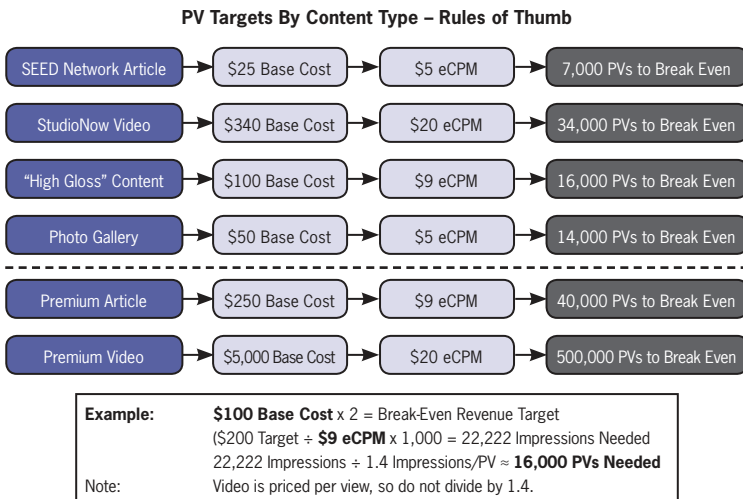 PV Targets By Content Type – Rules of Thumb
SEED Network Article $25 Base Cost $5 eCPM 7,000 PVs to Break Even
StudioNow Video $340 Base Cost $20 eCPM 34,000 PVs to Break Even
“High Gloss” Content $100 Base Cost $9 eCPM 16,000 PVs to Break Even
Photo Gallery $50 Base Cost $5 eCPM 14,000 PVs to Break Even
Premium Article $250 Base Cost $9 eCPM 40,000 PVs to Break Even
Premium Video $5,000 Base Cost $20 eCPM 500,000 PVs to Break Even
Example: $100 Base Cost x 2 = Break-Even Revenue Target
($200 Target ÷ $9 eCPM x 1,000 = 22,222 Impressions Needed
22,222 Impressions ÷ 1.4 Impressions/PV ≈ 16,000 PVs Needed
Note: Video is priced per view, so do not divide by 1.4.